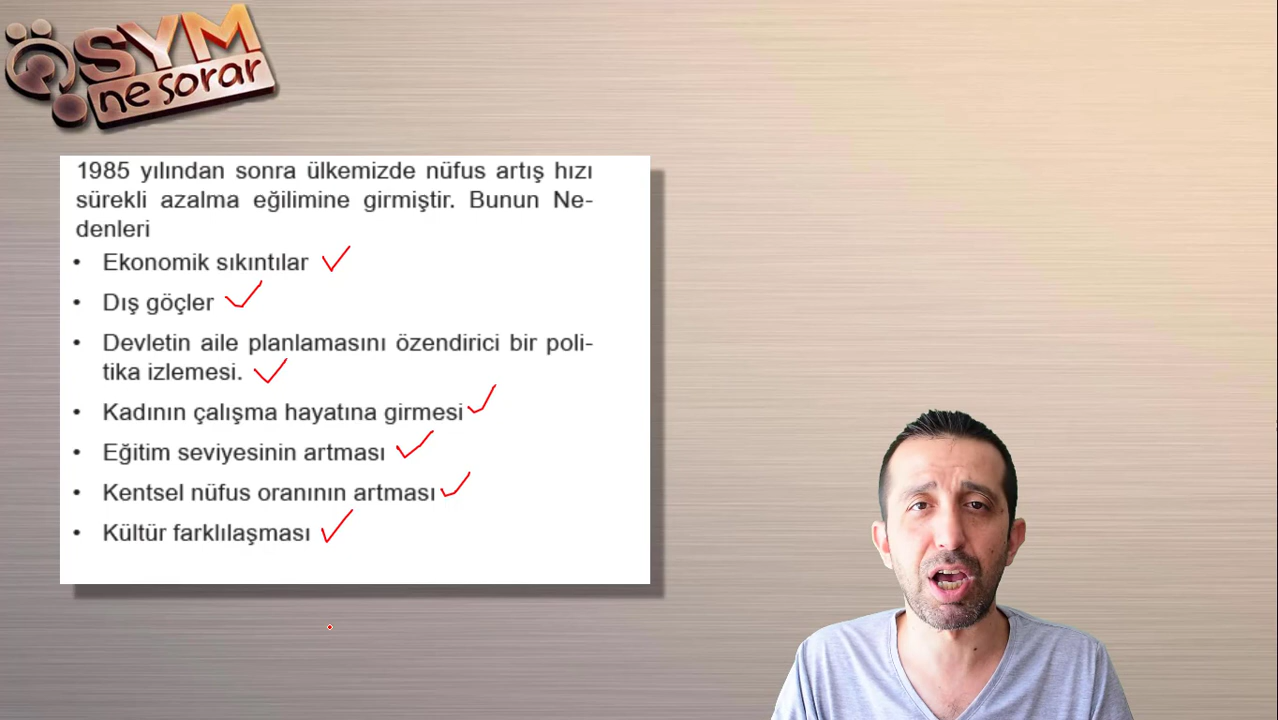 ÖSYM
ne sorar
1985 yılından sonra ülkemizde nüfus artış hızı
sürekli azalma eğilimine girmiştir. Bunun Ne-
denleri
• Ekonomik sıkıntılar
• Dış göçler
• Devletin aile planlamasını özendirici bir poli-
tika izlemesi.
• Kadının çalışma hayatına girmesi
• Eğitim seviyesinin artması
• Kentsel nüfus oranının artması
• Kültür farklılaşması